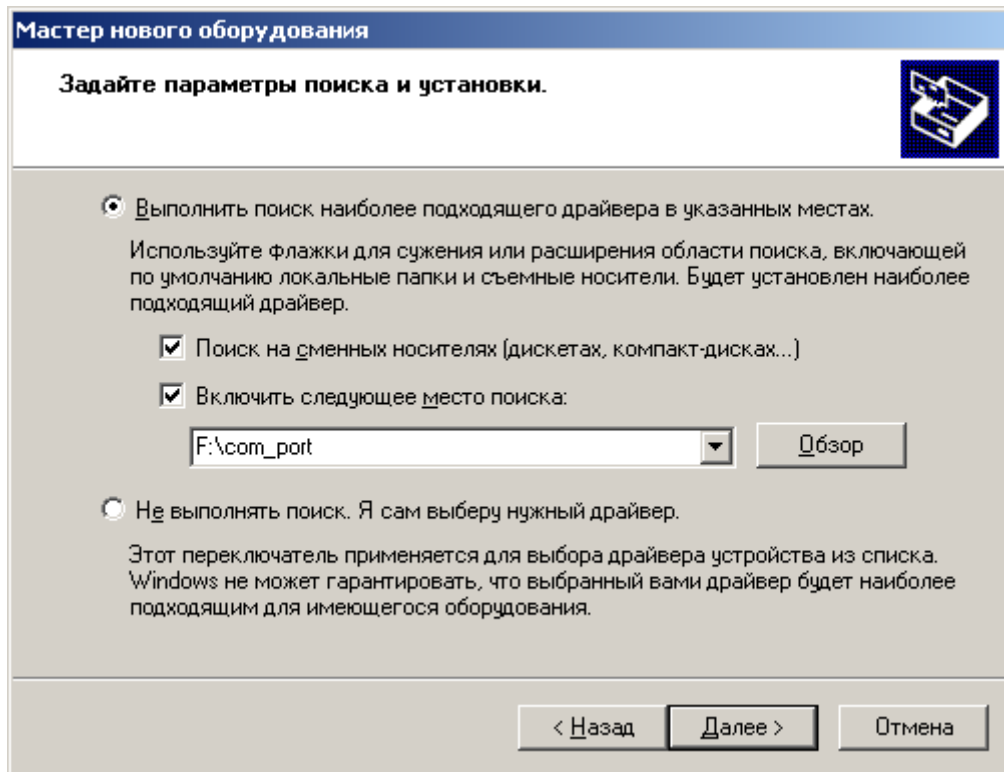 Мастер нового оборудования
Задайте параметры поиска и установки.
Выполнить поиск наиболее подходящего драйвера в указанных местах.
Используйте флажки для сужения или расширения области поиска, включающей
по умолчанию локальные папки и съемные носители. Будет установлен наиболее
подходящий драйвер.
Поиск на сменных носителях (дискетах, компакт-дисках...)
Включить следующее место поиска:
F:\com_port
Обзор
Не выполнять поиск. Я сам выберу нужный драйвер.
Этот переключатель применяется для выбора драйвера устройства из списка.
Windows не может гарантировать, что выбранный вами драйвер будет наиболее
подходящим для имеющегося оборудования.
< Назад
Далее >
Отмена